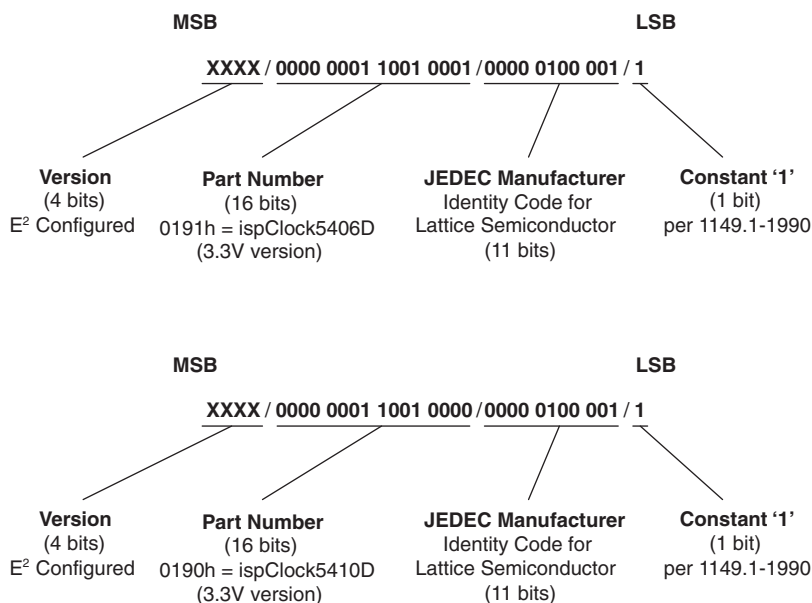 MSB LSB
XXXX / 0000 0001 1001 0001 / 0000 0100 001 / 1
Version
(4 bits)
E² Configured
Part Number
(16 bits)
0191h = ispClock5406D
(3.3V version)
JEDEC Manufacturer
Identity Code for
Lattice Semiconductor
(11 bits)
Constant ‘1’
(1 bit)
per 1149.1-1990
MSB LSB
XXXX / 0000 0001 1001 0000 / 0000 0100 001 / 1
Version
(4 bits)
E² Configured
Part Number
(16 bits)
0190h = ispClock5410D
(3.3V version)
JEDEC Manufacturer
Identity Code for
Lattice Semiconductor
(11 bits)
Constant ‘1’
(1 bit)
per 1149.1-1990